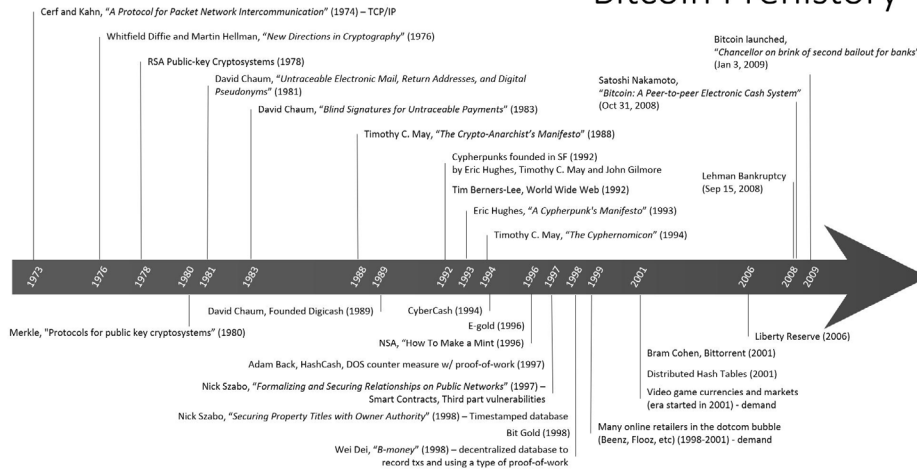 Bitcoin Prehistory
Cerf and Kahn, “A Protocol for Packet Network Intercommunication” (1974) – TCP/IP
Whitfield Diffie and Martin Hellman, “New Directions in Cryptography” (1976)
RSA Public-key Cryptosystems (1978)
David Chaum, “Untraceable Electronic Mail, Return Addresses, and Digital
Pseudonyms” (1981)
David Chaum, “Blind Signatures for Untraceable Payments” (1983)
Timothy C. May, “The Crypto-Anarchist’s Manifesto” (1988)
Cypherpunks founded in SF (1992)
by Eric Hughes, Timothy C. May and John Gilmore
Tim Berners-Lee, World Wide Web (1992)
Eric Hughes, “A Cypherpunk's Manifesto” (1993)
Timothy C. May, “The Cyphernomicon” (1994)
Lehman Bankruptcy
(Sep 15, 2008)
Satoshi Nakamoto,
“Bitcoin: A Peer-to-peer Electronic Cash System”
(Oct 31, 2008)
Bitcoin launched,
“Chancellor on brink of second bailout for banks”
(Jan 3, 2009)
1973
1976
1978
1980
1981
1983
1988
1989
1992
1993
1994
1996
1997
1998
1999
2001
2006
2008
2009
Merkle, "Protocols for public key cryptosystems” (1980)
David Chaum, Founded Digicash (1989)
CyberCash (1994)
E-gold (1996)
NSA, “How To Make a Mint (1996)
Adam Back, HashCash, DOS counter measure w/ proof-of-work (1997)
Nick Szabo, “Formalizing and Securing Relationships on Public Networks” (1997) –
Smart Contracts, Third part vulnerabilities
Nick Szabo, “Securing Property Titles with Owner Authority” (1998) – Timestamped database
Bit Gold (1998)
Wei Dei, “B-money” (1998) – decentralized database to
record txs and using a type of proof-of-work
Many online retailers in the dotcom bubble
(Beenz, Flooz, etc) (1998-2001) - demand
Bram Cohen, Bittorrent (2001)
Distributed Hash Tables (2001)
Video game currencies and markets
(era started in 2001) - demand
Liberty Reserve (2006)